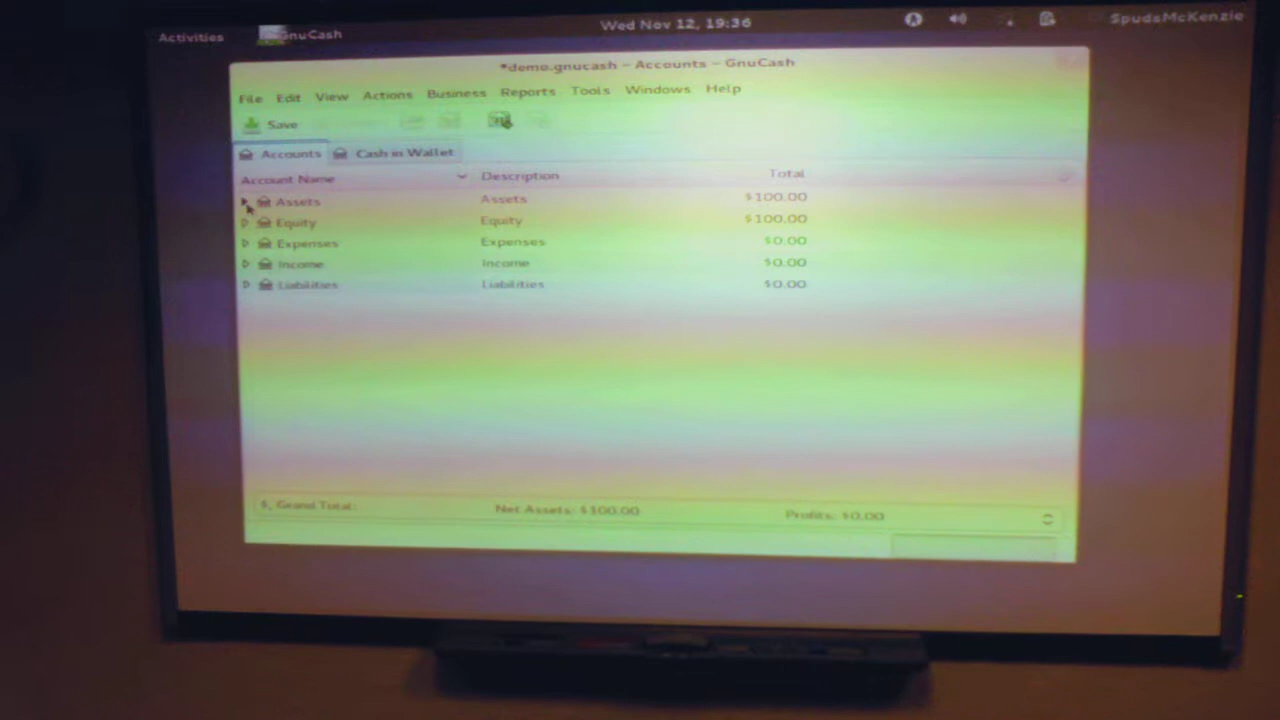 Activities GnuCash Wed Nov 12, 19:36 SpudsMcKenzie
*demo.gnucash – Accounts – GnuCash
File Edit View Actions Business Reports Tools Windows Help
Save
Accounts Cash in Wallet
Account Name Description Total
Assets Assets $100.00
Equity Equity $100.00
Expenses Expenses $0.00
Income Income $0.00
Liabilities Liabilities $0.00
$, Grand Total: Net Assets: $100.00 Profits: $0.00